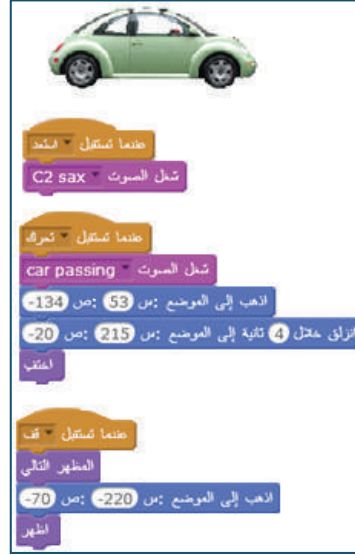 عندما تستقبل استعد
شغل الصوت C2 sax
عندما تستقبل تحرك
شغل الصوت car passing
اذهب إلى الموضع س: 53 ص: -134
انزلق خلال 4 ثانية إلى الموضع س: 215 ص: -20
اختف
عندما تستقبل قف
المظهر التالي
اذهب إلى الموضع س: -220 ص: -70
اظهر